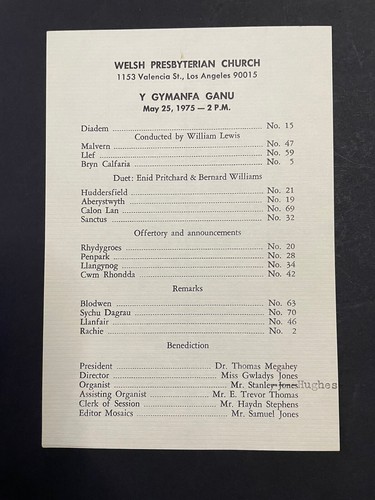 WELSH PRESBYTERIAN CHURCH
1153 Valencia St., Los Angeles 90015
Y GYMANFA GANU
May 25, 1975 — 2 P.M.
Diadem ........ No. 15
Conducted by William Lewis
Malvern ........ No. 47
Llef ........ No. 59
Bryn Calfaria ........ No. 5
Duet: Enid Pritchard & Bernard Williams
Huddersfield ........ No. 21
Aberystwyth ........ No. 19
Calon Lan ........ No. 69
Sanctus ........ No. 32
Offertory and announcements
Rhydygroes ........ No. 20
Penpark ........ No. 28
Llangynog ........ No. 34
Cwm Rhondda ........ No. 42
Remarks
Blodwen ........ No. 63
Sychu Dagrau ........ No. 70
Llanfair ........ No. 46
Rachie ........ No. 2
Benediction
President ........ Dr. Thomas Megahey
Director ........ Miss Gwladys Jones
Organist ........ Mr. Stanley Jones Hughes
Assisting Organist ........ Mr. E. Trevor Thomas
Clerk of Session ........ Mr. Haydn Stephens
Editor Mosaics ........ Mr. Samuel Jones